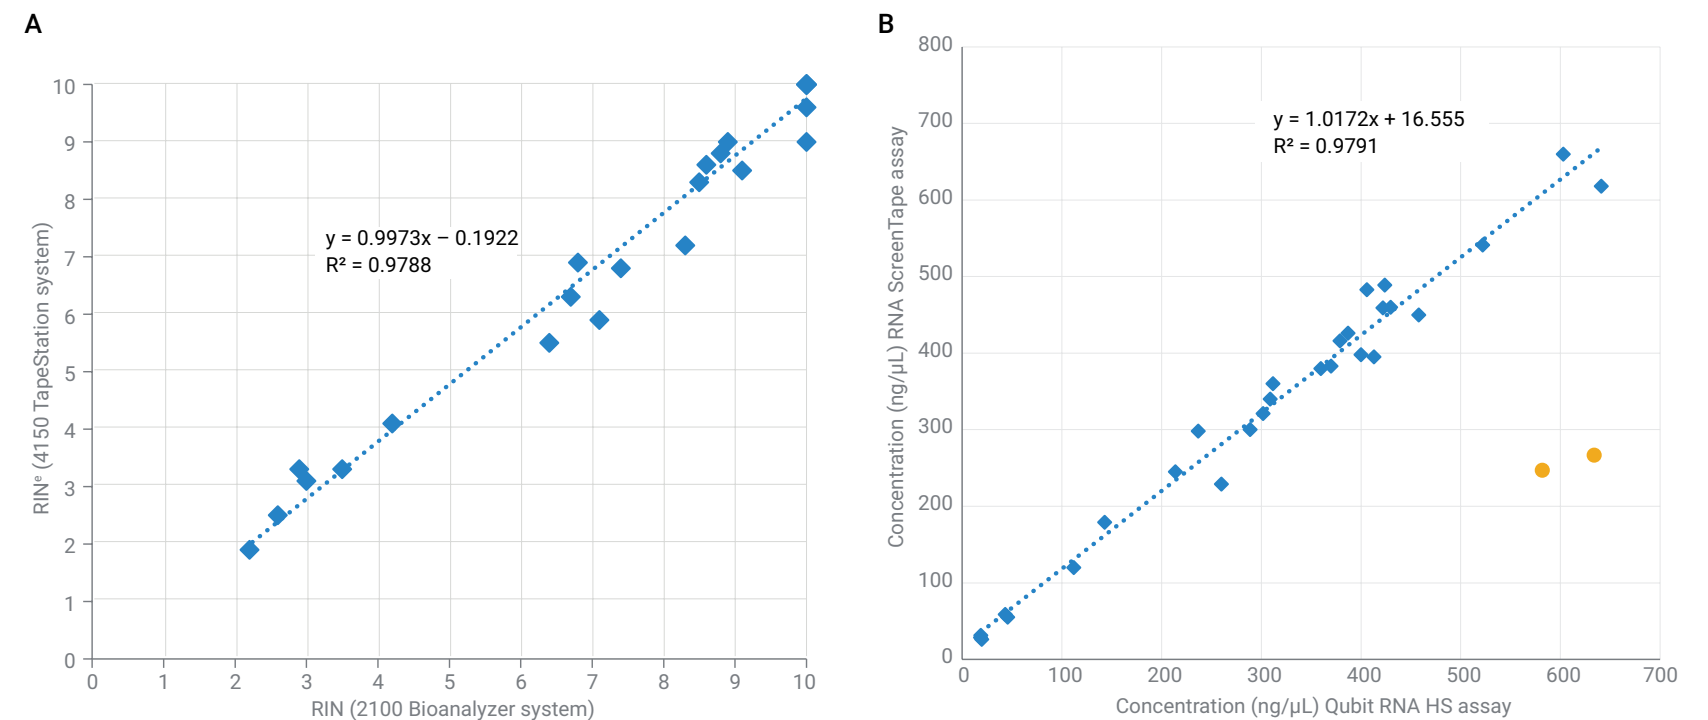 A
10
9
8
7
6
5
4
3
2
1
0
RINᵉ (4150 TapeStation system)
y = 0.9973x – 0.1922
R² = 0.9788
0 1 2 3 4 5 6 7 8 9 10
RIN (2100 Bioanalyzer system)
B
800
700
600
500
400
300
200
100
0
Concentration (ng/µL) RNA ScreenTape assay
y = 1.0172x + 16.555
R² = 0.9791
0 100 200 300 400 500 600 700
Concentration (ng/µL) Qubit RNA HS assay